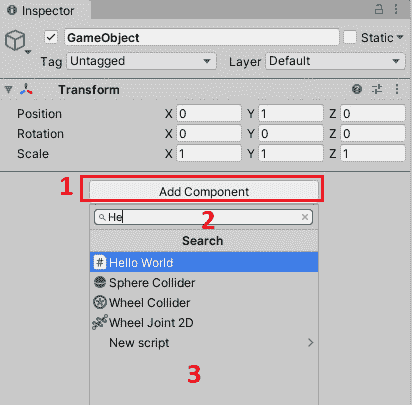 Inspector
GameObject Static
Tag Untagged Layer Default
Transform
Position X 0 Y 1 Z 0
Rotation X 0 Y 0 Z 0
Scale X 1 Y 1 Z 1
1 Add Component
He 2
Search
# Hello World
Sphere Collider
Wheel Collider
Wheel Joint 2D
New script
3